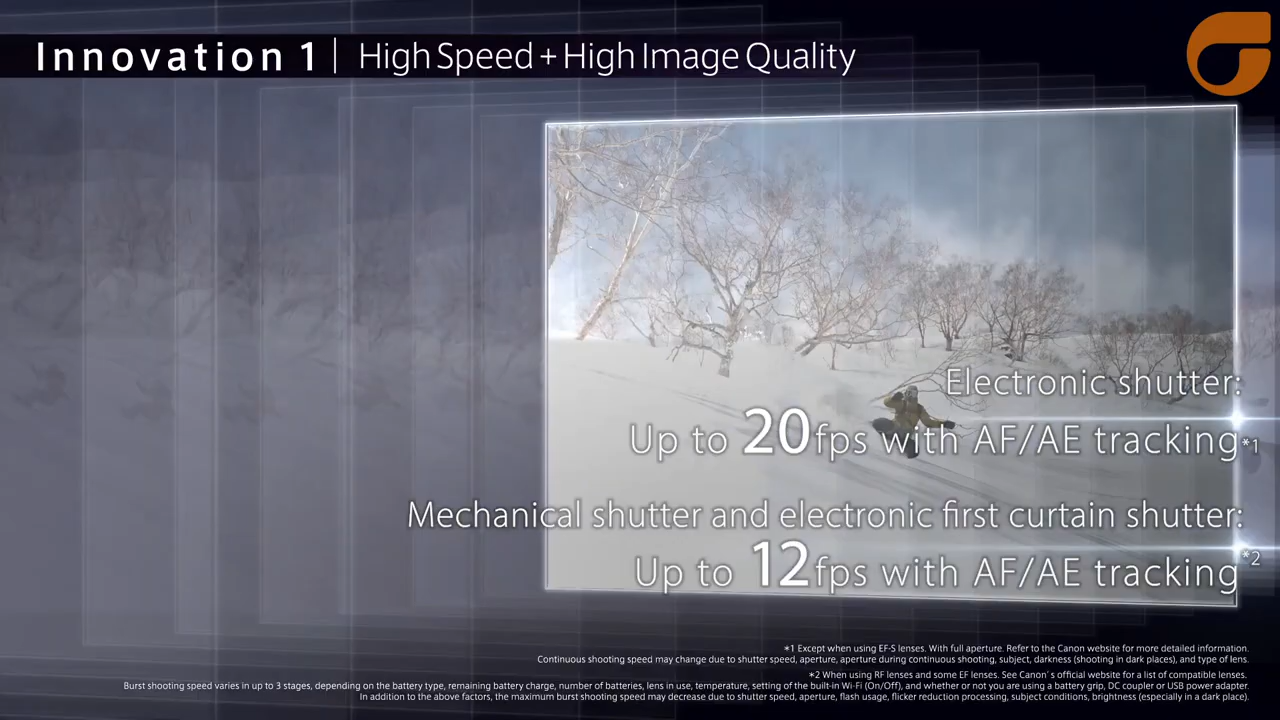 Innovation 1 | High Speed + High Image Quality
Electronic shutter:
Up to 20fps with AF/AE tracking*1
Mechanical shutter and electronic first curtain shutter:
Up to 12fps with AF/AE tracking*2
*1 Except when using EF-S lenses. With full aperture. Refer to the Canon website for more detailed information.
Continuous shooting speed may change due to shutter speed, aperture, aperture during continuous shooting, subject, darkness (shooting in dark places), and type of lens.
*2 When using RF lenses and some EF lenses. See Canon's official website for a list of compatible lenses.
Burst shooting speed varies in up to 3 stages, depending on the battery type, remaining battery charge, number of batteries, lens in use, temperature, setting of the built-in Wi-Fi (On/Off), and whether or not you are using a battery grip, DC coupler or USB power adapter.
In addition to the above factors, the maximum burst shooting speed may decrease due to shutter speed, aperture, flash usage, flicker reduction processing, subject conditions, brightness (especially in a dark place).